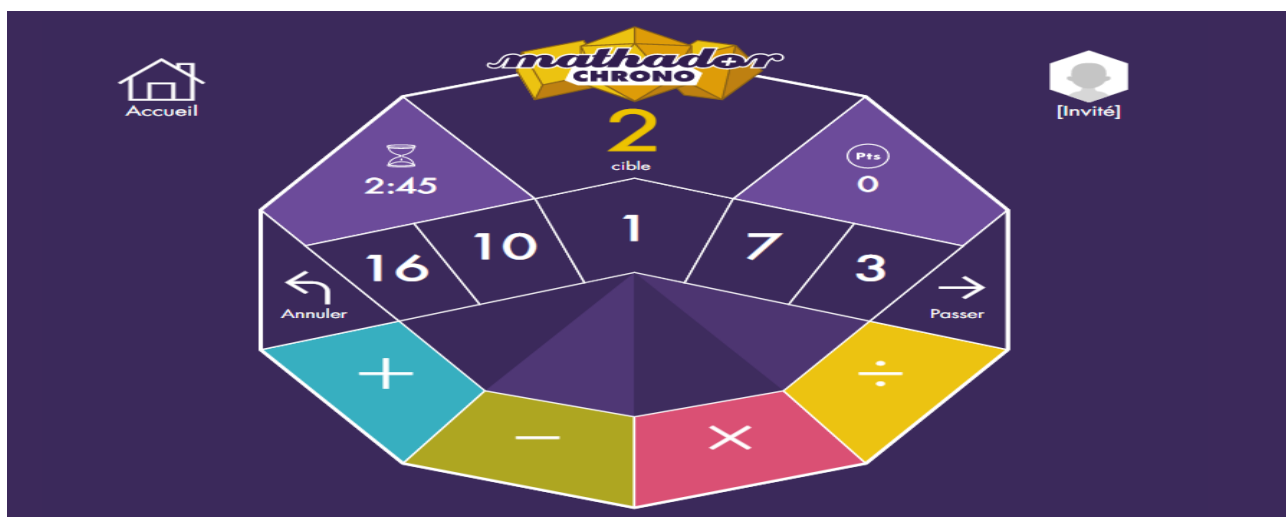 mathador
CHRONO
Accueil
[Invité]
2
cible
2:45
Pts
0
16 10 1 7 3
Annuler
Passer
+ − × ÷